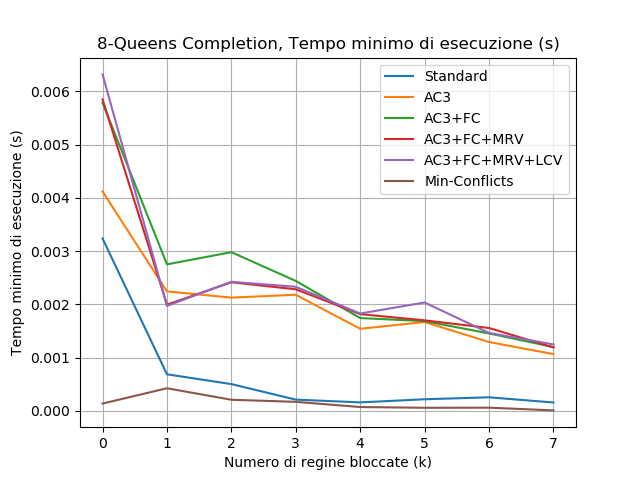 8-Queens Completion, Tempo minimo di esecuzione (s)
Standard
AC3
AC3+FC
AC3+FC+MRV
AC3+FC+MRV+LCV
Min-Conflicts
Tempo minimo di esecuzione (s)
0.006
0.005
0.004
0.003
0.002
0.001
0.000
0 1 2 3 4 5 6 7
Numero di regine bloccate (k)